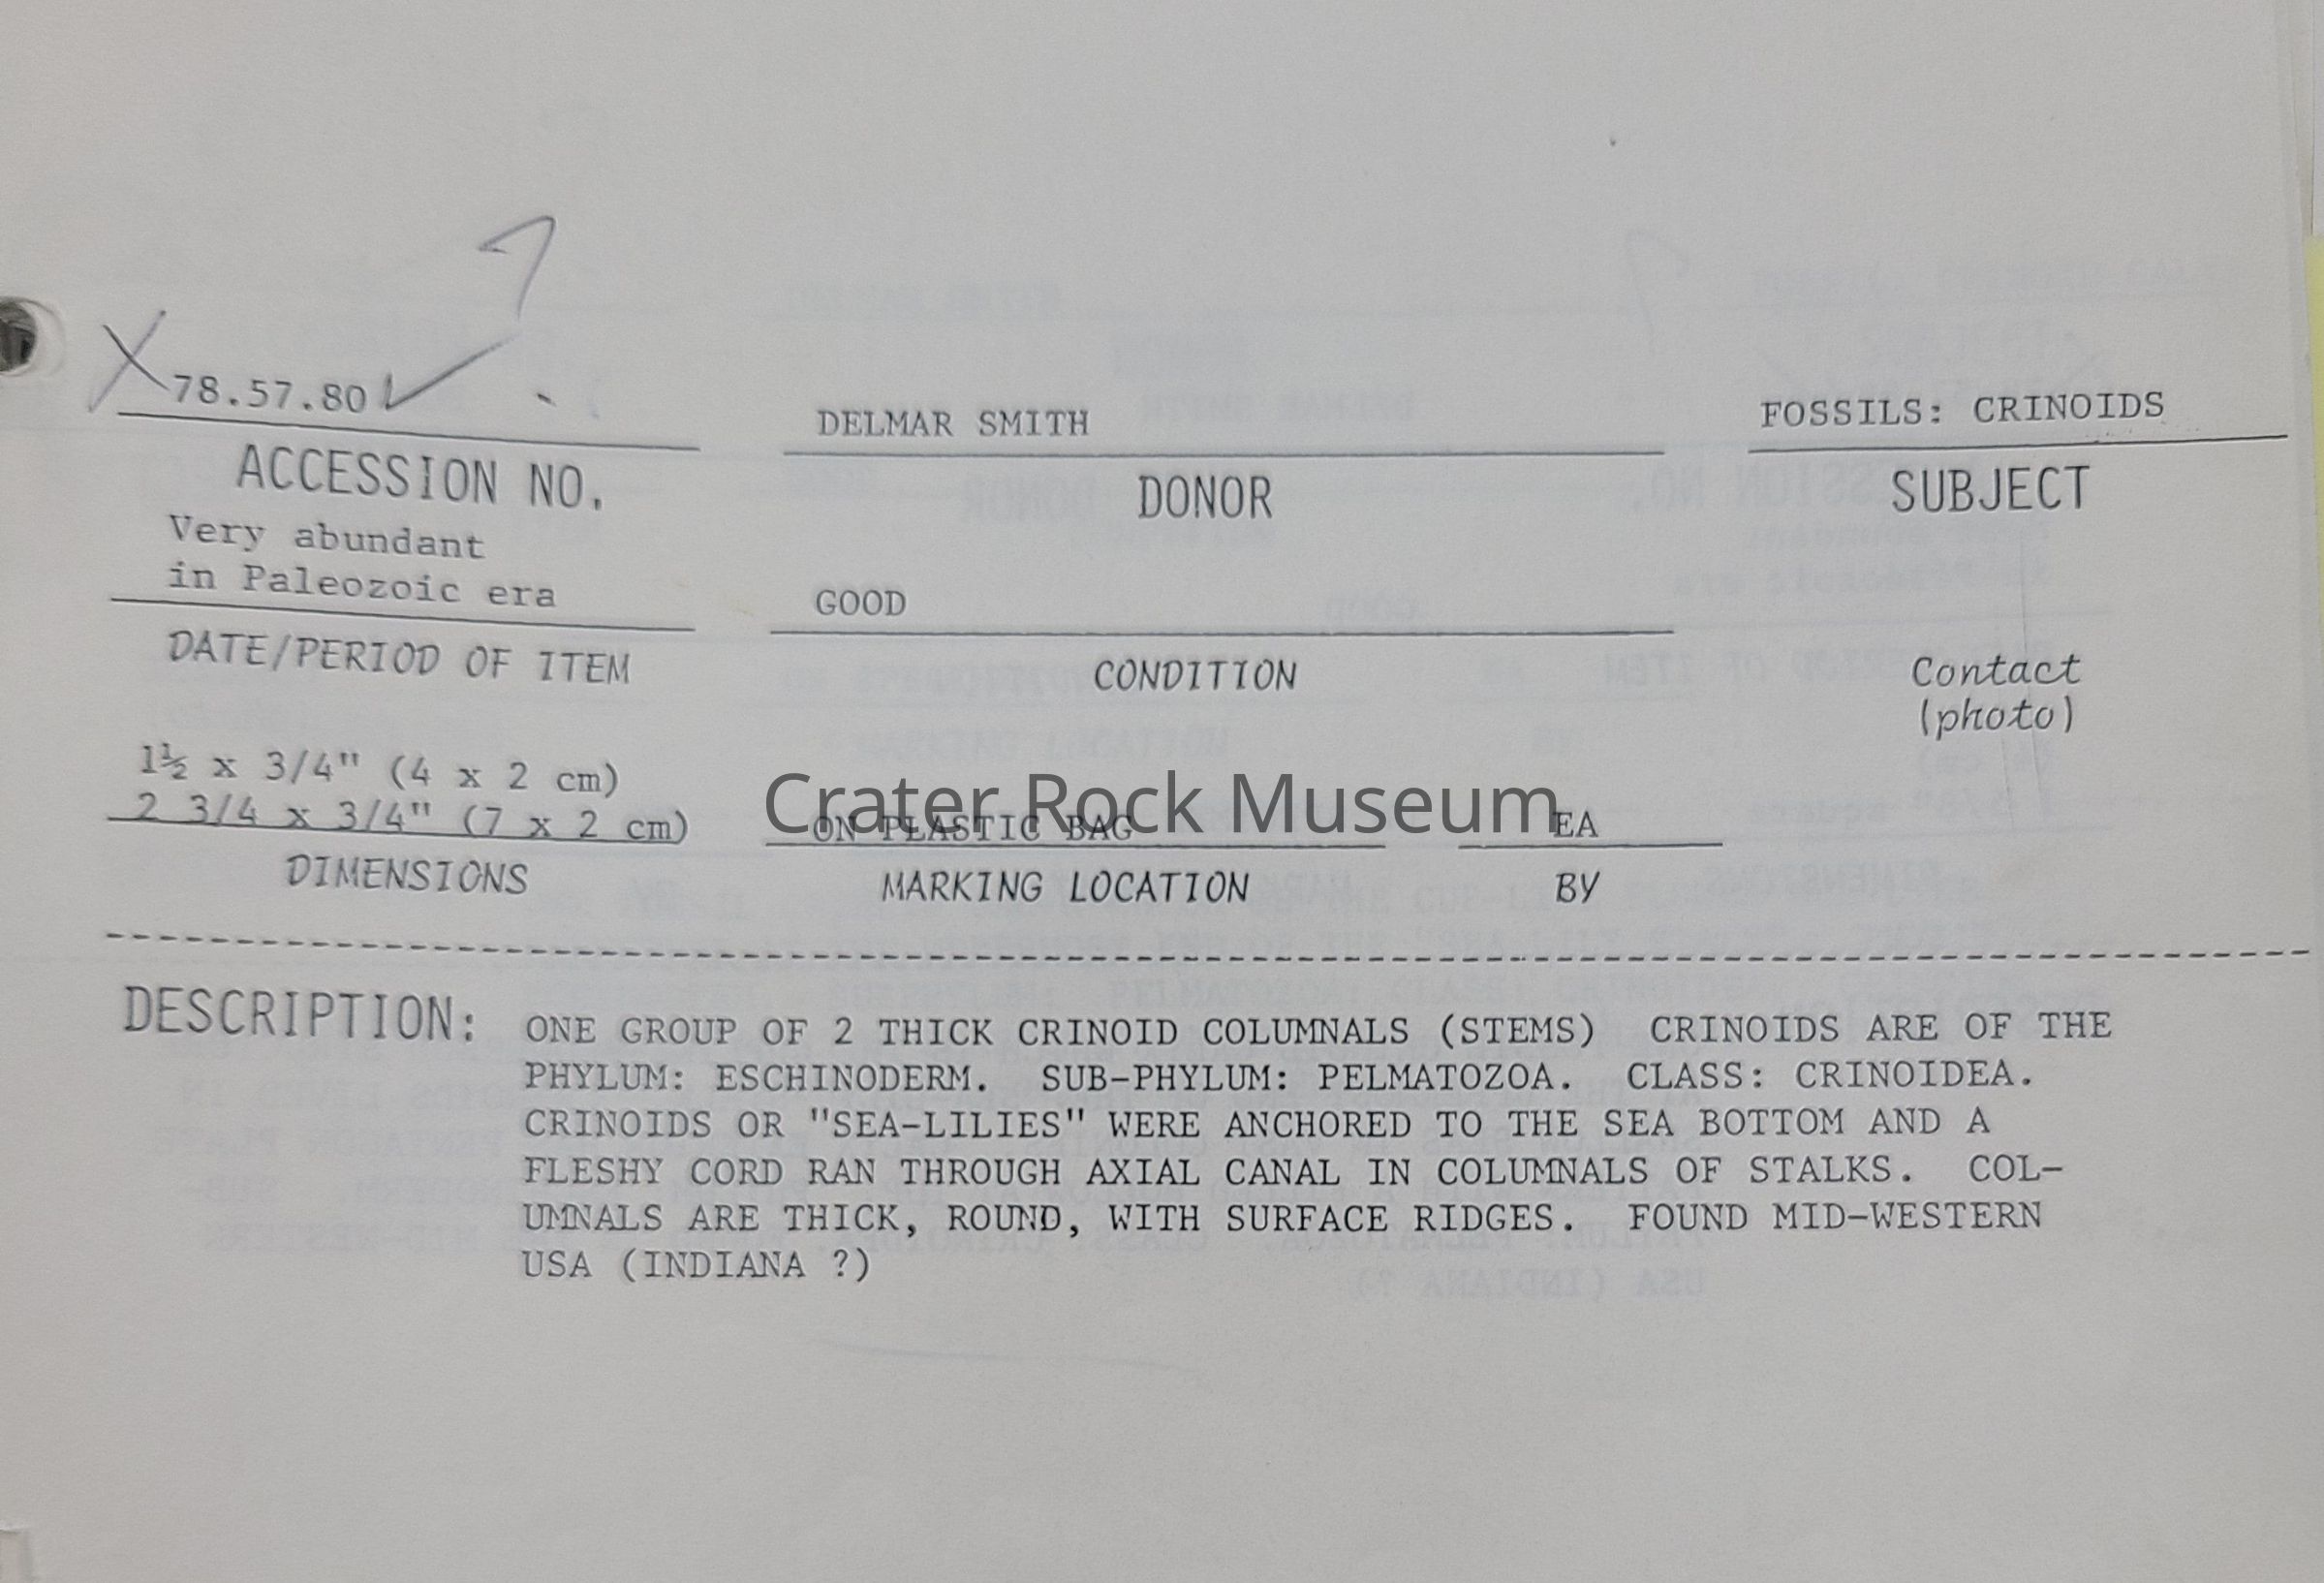 ?
X 78.57.80 ✓
DELMAR SMITH
FOSSILS: CRINOIDS
ACCESSION NO.
DONOR
SUBJECT
Very abundant
in Paleozoic era
GOOD
DATE/PERIOD OF ITEM
CONDITION
Contact
(photo)
1½ x 3/4" (4 x 2 cm)
2 3/4 x 3/4" (7 x 2 cm)
Crater Rock Museum
ON PLASTIC BAG
EA
DIMENSIONS
MARKING LOCATION
BY
DESCRIPTION: ONE GROUP OF 2 THICK CRINOID COLUMNALS (STEMS) CRINOIDS ARE OF THE
PHYLUM: ESCHINODERM. SUB-PHYLUM: PELMATOZOA. CLASS: CRINOIDEA.
CRINOIDS OR "SEA-LILIES" WERE ANCHORED TO THE SEA BOTTOM AND A
FLESHY CORD RAN THROUGH AXIAL CANAL IN COLUMNALS OF STALKS. COL-
UMNALS ARE THICK, ROUND, WITH SURFACE RIDGES. FOUND MID-WESTERN
USA (INDIANA ?)